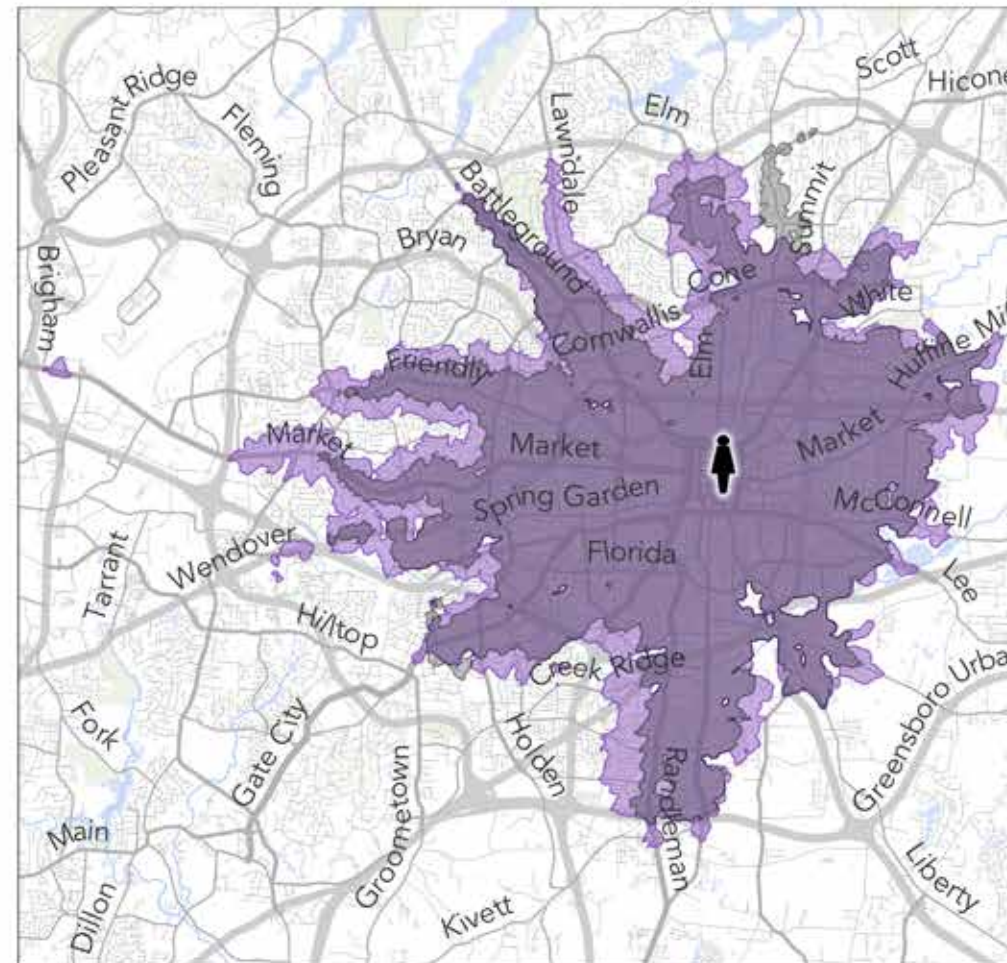 Scott
Hicone
Pleasant Ridge
Elm
Lawndale
Fleming
Battleground
Summit
Bryan
Brigham
Cone
White
Cornwallis
Huffine Mil
Elm
Friendly
Market
Market
Market
Spring Garden
McConnell
Florida
Wendover
Tarrant
Lee
Hilltop
Creek Ridge
Greensboro Urba
Fork
Gate City
Holden
Groometown
Randleman
Main
Dillon
Kivett
Liberty